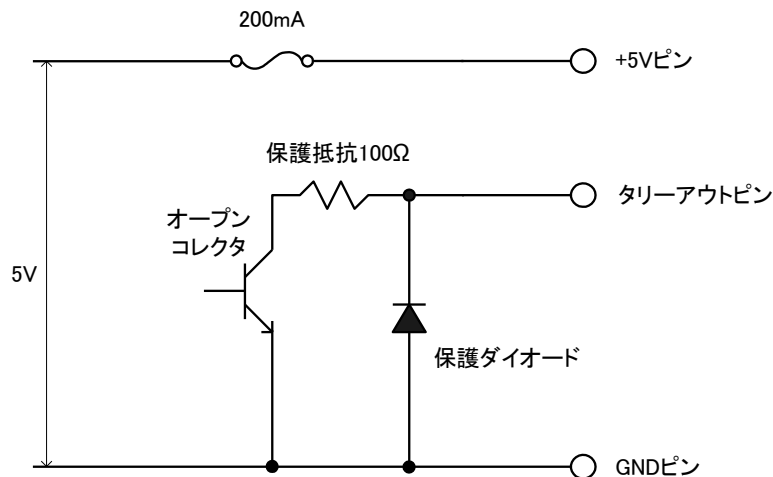 200mA
+5Vピン
保護抵抗100Ω
タリーアウトピン
オープン
コレクタ
5V
保護ダイオード
GNDピン